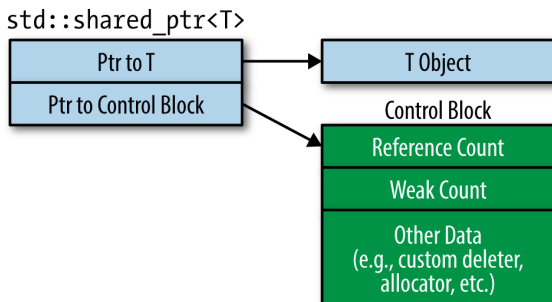 std::shared_ptr<T>
Ptr to T
T Object
Ptr to Control Block
Control Block
Reference Count
Weak Count
Other Data
(e.g., custom deleter,
allocator, etc.)